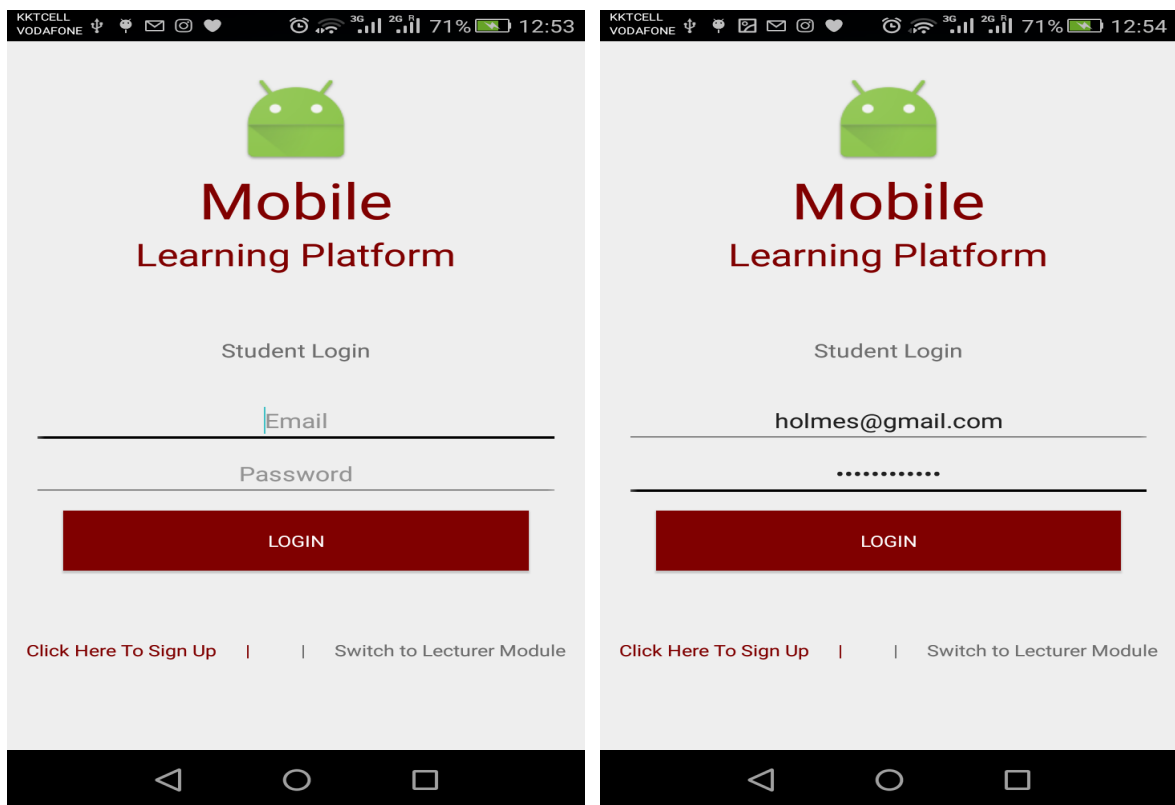 KKTCELL
VODAFONE 3G 2G R 71% 12:53
Mobile
Learning Platform
Student Login
Email
Password
LOGIN
Click Here To Sign Up | | Switch to Lecturer Module
KKTCELL
VODAFONE 3G 2G R 71% 12:54
Mobile
Learning Platform
Student Login
holmes@gmail.com
••••••••••••
LOGIN
Click Here To Sign Up | | Switch to Lecturer Module